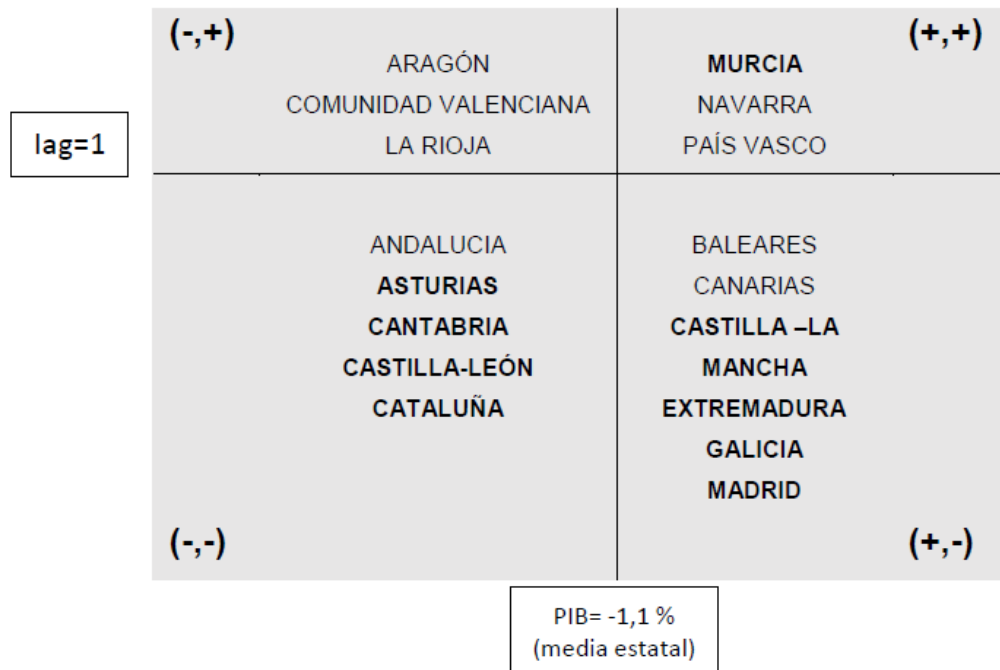 (-,+)
(+,+)
ARAGÓN
COMUNIDAD VALENCIANA
LA RIOJA
MURCIA
NAVARRA
PAÍS VASCO
lag=1
ANDALUCIA
ASTURIAS
CANTABRIA
CASTILLA-LEÓN
CATALUÑA
BALEARES
CANARIAS
CASTILLA –LA
MANCHA
EXTREMADURA
GALICIA
MADRID
(-,-)
(+,-)
PIB= -1,1 %
(media estatal)